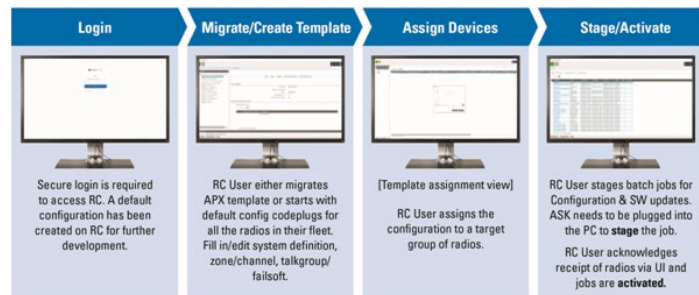 Login
Migrate/Create Template
Assign Devices
Stage/Activate
Secure login is required
to access RC. A default
configuration has been
created on RC for further
development.
RC User either migrates
APX template or starts with
default config codeplugs for
all the radios in their fleet.
Fill in/edit system definition,
zone/channel, talkgroup/
failsoft.
[Template assignment view]
RC User assigns the
configuration to a target
group of radios.
RC User stages batch jobs for
Configuration & SW updates.
ASK needs to be plugged into
the PC to stage the job.
RC User acknowledges
receipt of radios via UI and
jobs are activated.